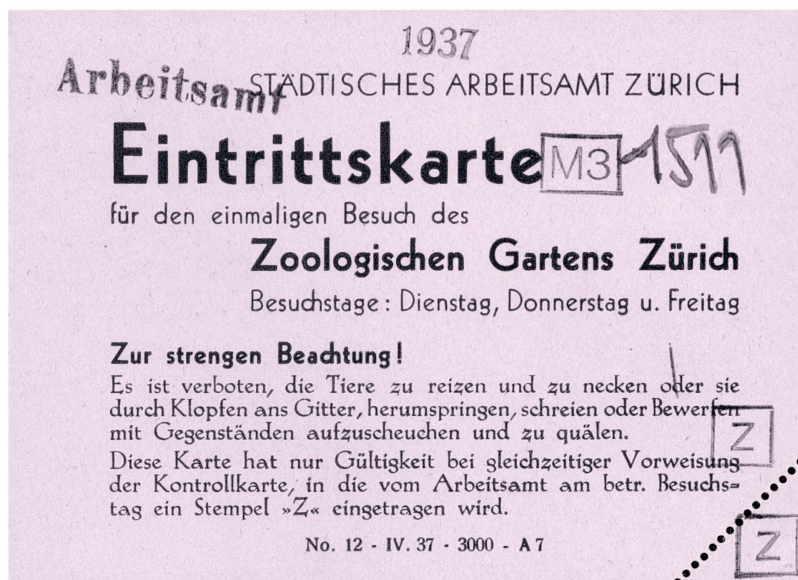 1937
Arbeitsamt
STÄDTISCHES ARBEITSAMT ZÜRICH
Eintrittskarte M3 1511
für den einmaligen Besuch des
Zoologischen Gartens Zürich
Besuchstage: Dienstag, Donnerstag u. Freitag
Zur strengen Beachtung!
Es ist verboten, die Tiere zu reizen und zu necken oder sie
durch Klopfen ans Gitter, herumspringen, schreien oder Bewerfen
mit Gegenständen aufzuscheuchen und zu quälen.
Z
Diese Karte hat nur Gültigkeit bei gleichzeitiger Vorweisung
der Kontrollkarte, in die vom Arbeitsamt am betr. Besuchs=
tag ein Stempel »Z« eingetragen wird.
No. 12 - IV. 37 - 3000 - A 7
Z